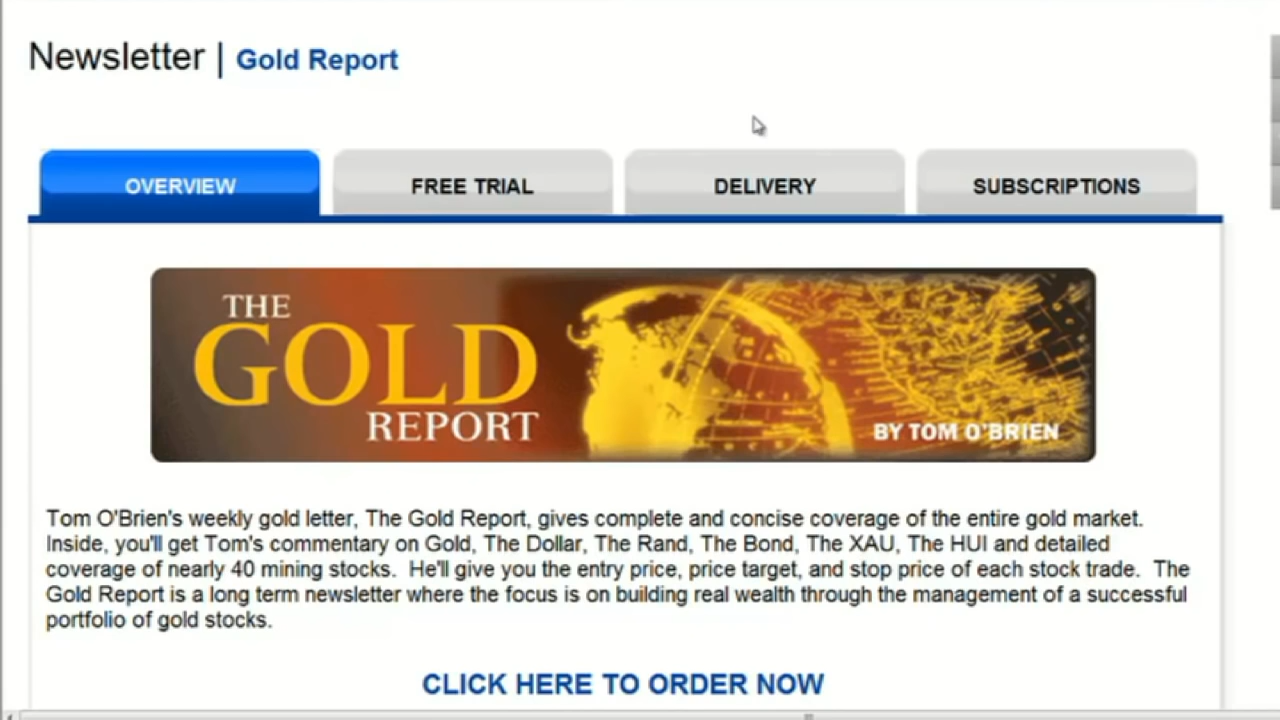 Newsletter | Gold Report
OVERVIEW
FREE TRIAL
DELIVERY
SUBSCRIPTIONS
THE
GOLD
REPORT
BY TOM O'BRIEN
Tom O'Brien's weekly gold letter, The Gold Report, gives complete and concise coverage of the entire gold market.
Inside, you'll get Tom's commentary on Gold, The Dollar, The Rand, The Bond, The XAU, The HUI and detailed
coverage of nearly 40 mining stocks.  He'll give you the entry price, price target, and stop price of each stock trade.  The
Gold Report is a long term newsletter where the focus is on building real wealth through the management of a successful
portfolio of gold stocks.
CLICK HERE TO ORDER NOW